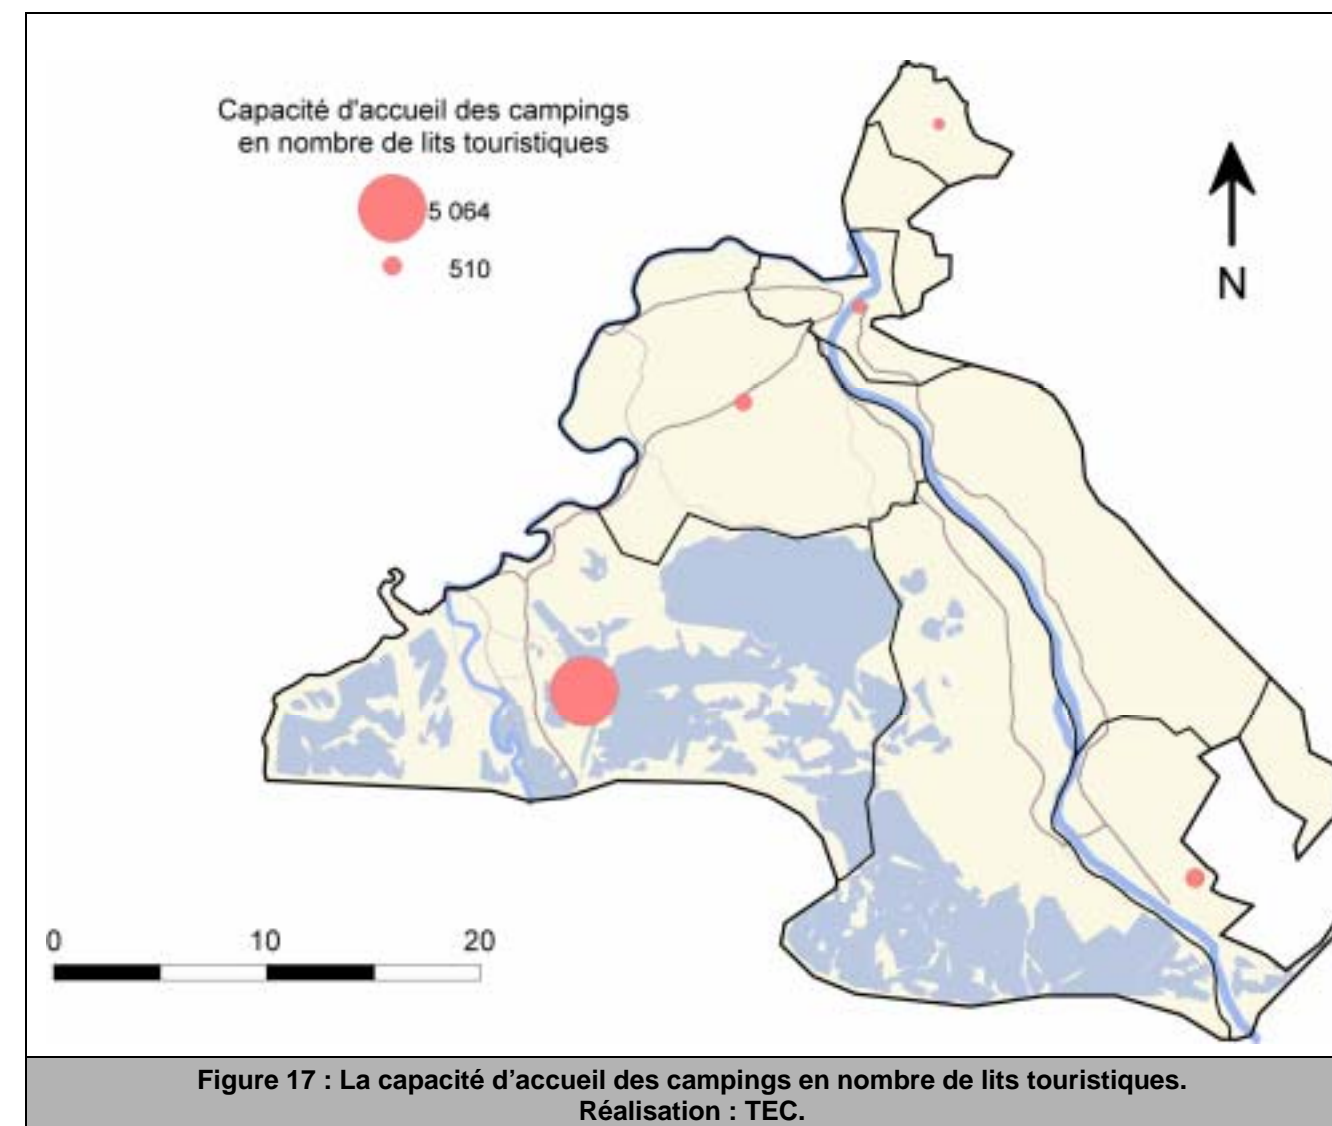 Capacité d'accueil des campings
en nombre de lits touristiques
5 064
510
N
0 10 20
Figure 17 : La capacité d’accueil des campings en nombre de lits touristiques.
Réalisation : TEC.